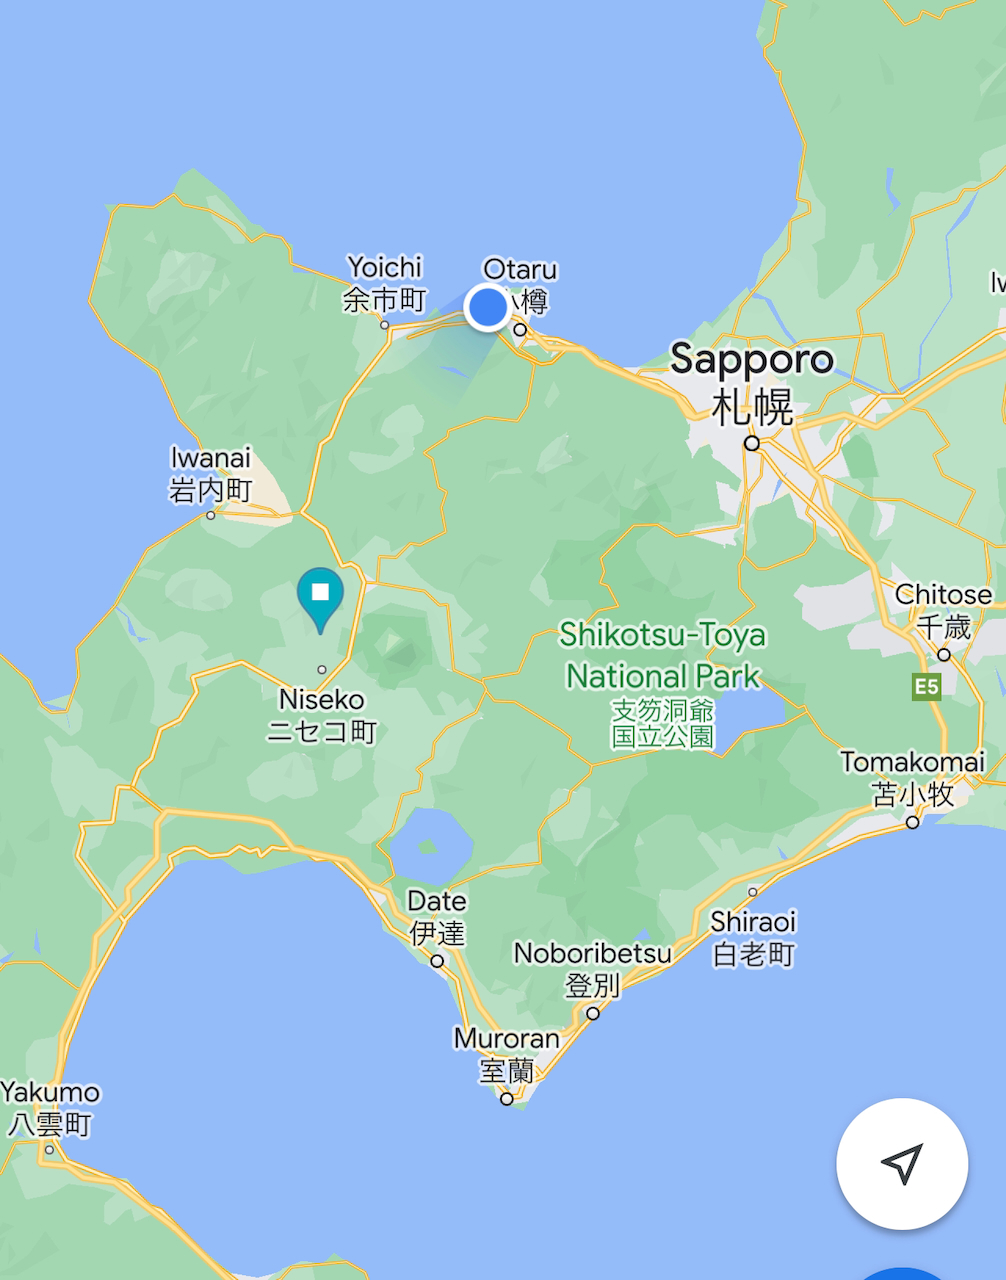 Yoichi
余市町
Otaru
樽
Sapporo
札幌
Iwanai
岩内町
Chitose
千歳
Shikotsu-Toya
National Park
支笏洞爺
国立公園
E5
Niseko
ニセコ町
Tomakomai
苫小牧
Date
伊達
Shiraoi
白老町
Noboribetsu
登別
Muroran
室蘭
Yakumo
八雲町